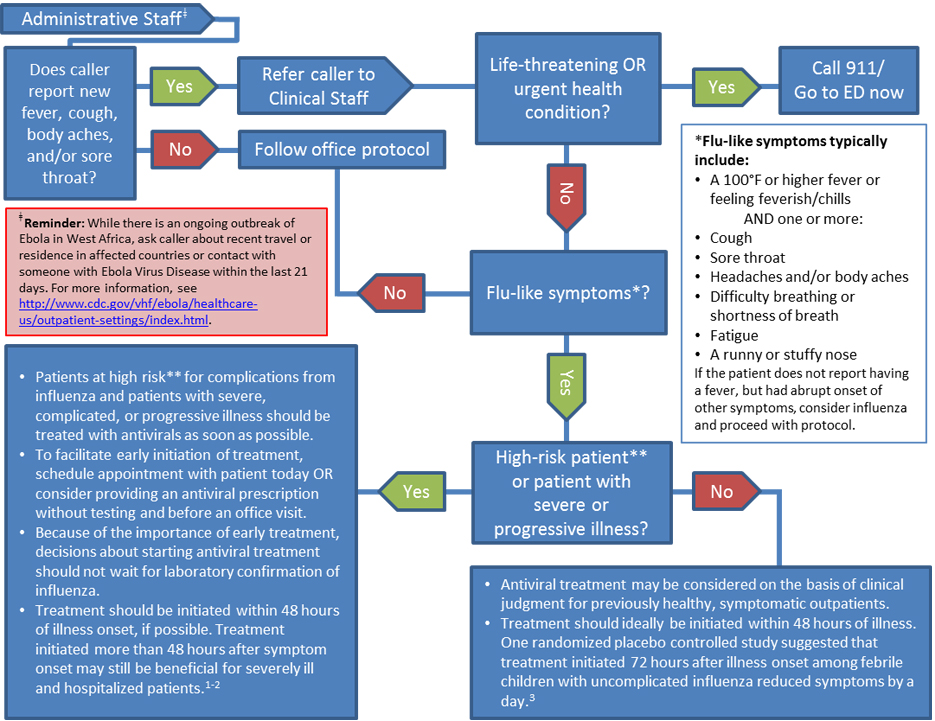 Administrative Staff⸸
Does caller
report new
fever, cough,
body aches,
and/or sore
throat?
Yes
Refer caller to
Clinical Staff
No
Follow office protocol
Life-threatening OR
urgent health
condition?
Yes
Call 911/
Go to ED now
No
*Flu-like symptoms typically
include:
• A 100°F or higher fever or
feeling feverish/chills
AND one or more:
• Cough
• Sore throat
• Headaches and/or body aches
• Difficulty breathing or
shortness of breath
• Fatigue
• A runny or stuffy nose
If the patient does not report having
a fever, but had abrupt onset of
other symptoms, consider influenza
and proceed with protocol.
⸸Reminder: While there is an ongoing outbreak of
Ebola in West Africa, ask caller about recent travel or
residence in affected countries or contact with
someone with Ebola Virus Disease within the last 21
days. For more information, see
http://www.cdc.gov/vhf/ebola/healthcare-
us/outpatient-settings/index.html.
Flu-like symptoms*?
No
Yes
High-risk patient**
or patient with
severe or
progressive illness?
Yes
No
• Patients at high risk** for complications from
influenza and patients with severe,
complicated, or progressive illness should be
treated with antivirals as soon as possible.
• To facilitate early initiation of treatment,
schedule appointment with patient today OR
consider providing an antiviral prescription
without testing and before an office visit.
• Because of the importance of early treatment,
decisions about starting antiviral treatment
should not wait for laboratory confirmation of
influenza.
• Treatment should be initiated within 48 hours
of illness onset, if possible. Treatment
initiated more than 48 hours after symptom
onset may still be beneficial for severely ill
and hospitalized patients.1-2
• Antiviral treatment may be considered on the basis of clinical
judgment for previously healthy, symptomatic outpatients.
• Treatment should ideally be initiated within 48 hours of illness.
One randomized placebo controlled study suggested that
treatment initiated 72 hours after illness onset among febrile
children with uncomplicated influenza reduced symptoms by a
day.3